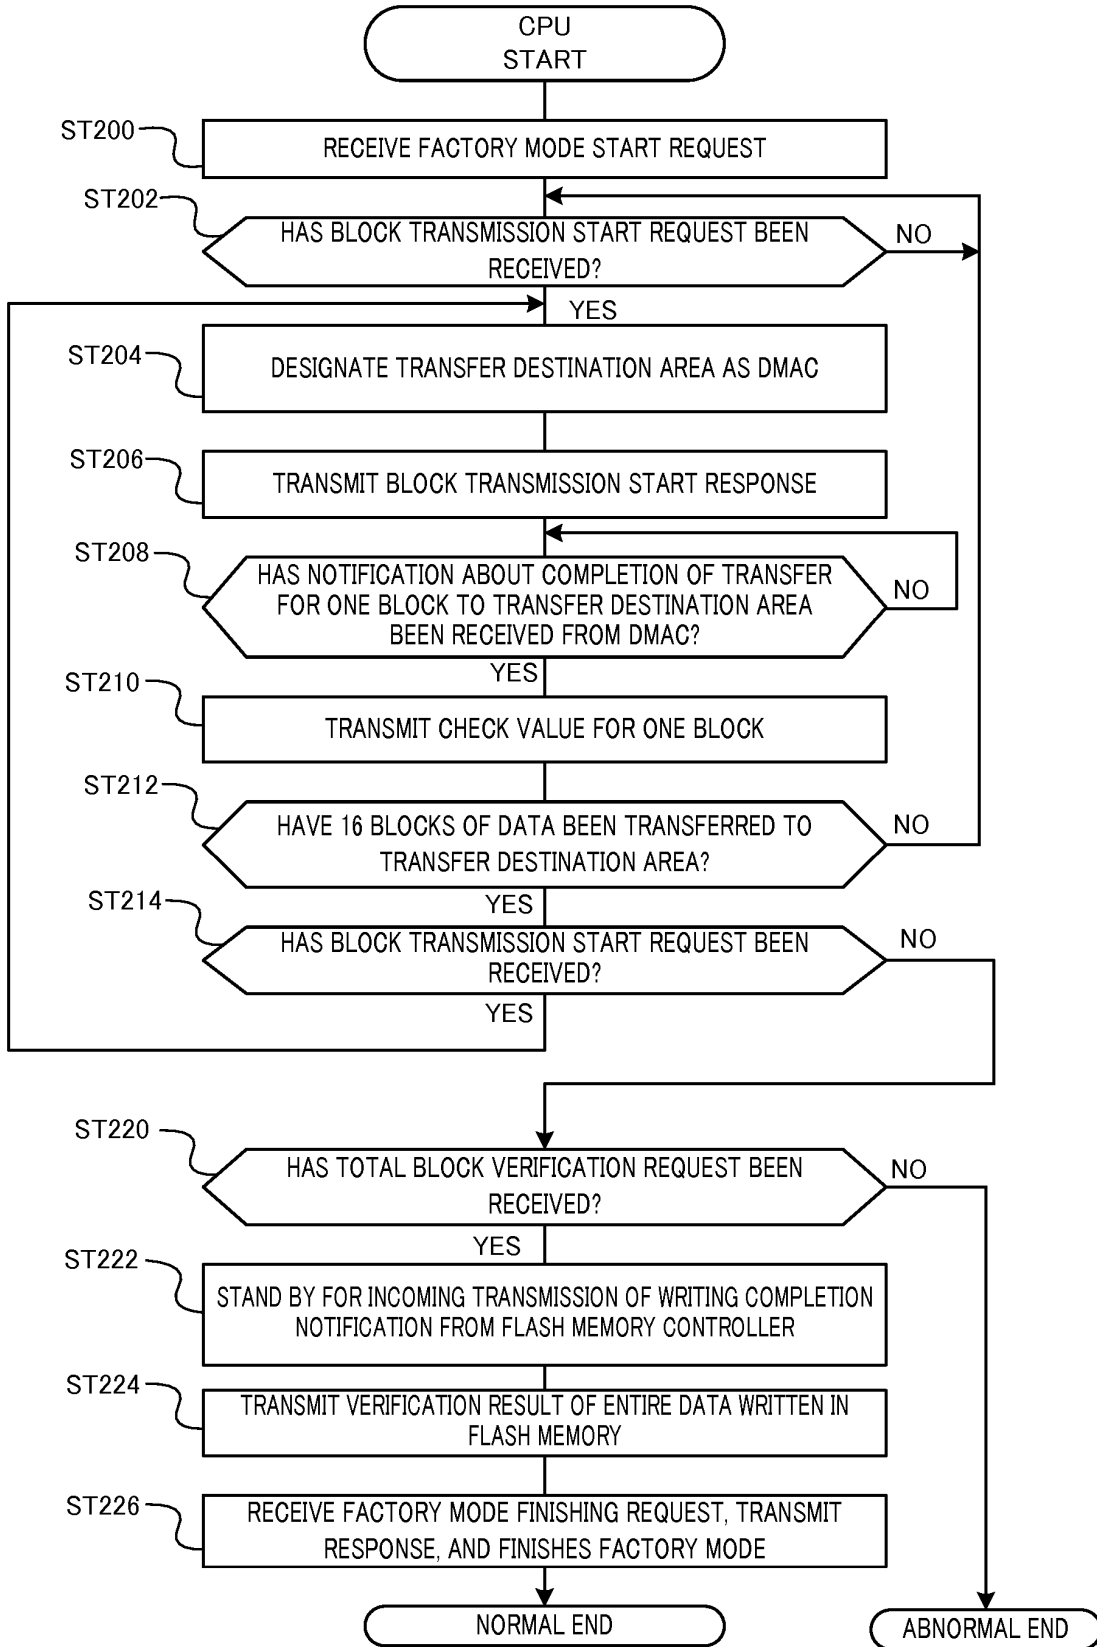 CPU
START
ST200
RECEIVE FACTORY MODE START REQUEST
ST202
HAS BLOCK TRANSMISSION START REQUEST BEEN
RECEIVED?
NO
YES
ST204
DESIGNATE TRANSFER DESTINATION AREA AS DMAC
ST206
TRANSMIT BLOCK TRANSMISSION START RESPONSE
ST208
HAS NOTIFICATION ABOUT COMPLETION OF TRANSFER
FOR ONE BLOCK TO TRANSFER DESTINATION AREA
BEEN RECEIVED FROM DMAC?
NO
YES
ST210
TRANSMIT CHECK VALUE FOR ONE BLOCK
ST212
HAVE 16 BLOCKS OF DATA BEEN TRANSFERRED TO
TRANSFER DESTINATION AREA?
NO
YES
ST214
HAS BLOCK TRANSMISSION START REQUEST BEEN
RECEIVED?
NO
YES
ST220
HAS TOTAL BLOCK VERIFICATION REQUEST BEEN
RECEIVED?
NO
YES
ST222
STAND BY FOR INCOMING TRANSMISSION OF WRITING COMPLETION
NOTIFICATION FROM FLASH MEMORY CONTROLLER
ST224
TRANSMIT VERIFICATION RESULT OF ENTIRE DATA WRITTEN IN
FLASH MEMORY
ST226
RECEIVE FACTORY MODE FINISHING REQUEST, TRANSMIT
RESPONSE, AND FINISHES FACTORY MODE
NORMAL END
ABNORMAL END